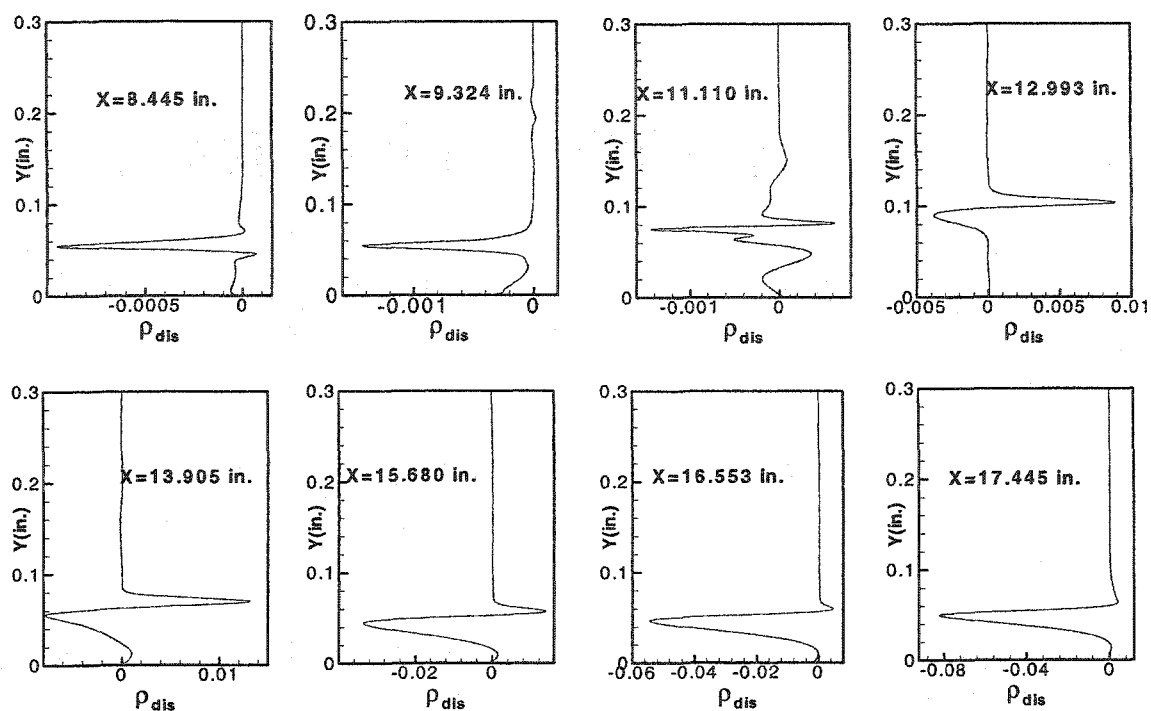 0.3
X=8.445 in.
0.2
Y(in.)
0.1
0
-0.0005
0
ρdis
0.3
X=9.324 in.
0.2
Y(in.)
0.1
0
-0.001
0
ρdis
0.3
X=11.110 in.
0.2
Y(in.)
0.1
0
-0.001
0
ρdis
0.3
X=12.993 in.
0.2
Y(in.)
0.1
0
-0.005
0
0.005
0.01
ρdis
0.3
X=13.905 in.
0.2
Y(in.)
0.1
0
0
0.01
ρdis
0.3
X=15.680 in.
0.2
Y(in.)
0.1
0
-0.02
0
ρdis
0.3
X=16.553 in.
0.2
Y(in.)
0.1
0
-0.06
-0.04
-0.02
0
ρdis
0.3
X=17.445 in.
0.2
Y(in.)
0.1
0
-0.08
-0.04
0
ρdis